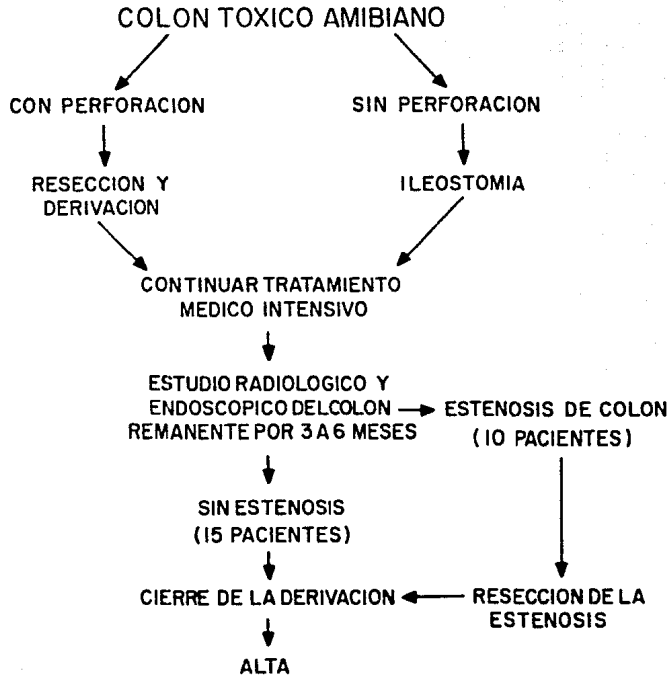 COLON TOXICO AMIBIANO
CON PERFORACION
SIN PERFORACION
RESECCION Y
DERIVACION
ILEOSTOMIA
CONTINUAR TRATAMIENTO
MEDICO INTENSIVO
ESTUDIO RADIOLOGICO Y
ENDOSCOPICO DEL COLON
REMANENTE POR 3 A 6 MESES
ESTENOSIS DE COLON
(10 PACIENTES)
SIN ESTENOSIS
(15 PACIENTES)
CIERRE DE LA DERIVACION
RESECCION DE LA
ESTENOSIS
ALTA